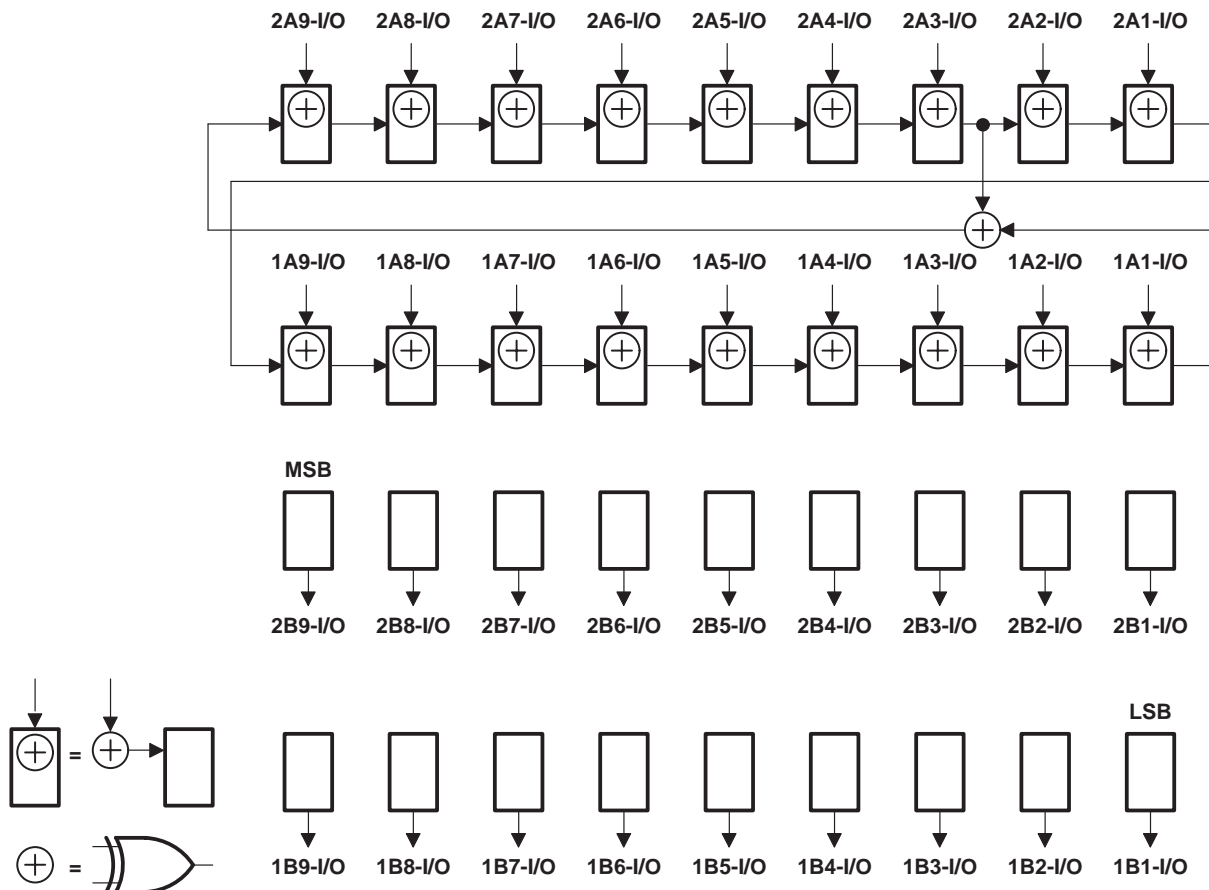 2A9-I/O 2A8-I/O 2A7-I/O 2A6-I/O 2A5-I/O 2A4-I/O 2A3-I/O 2A2-I/O 2A1-I/O
1A9-I/O 1A8-I/O 1A7-I/O 1A6-I/O 1A5-I/O 1A4-I/O 1A3-I/O 1A2-I/O 1A1-I/O
MSB
2B9-I/O 2B8-I/O 2B7-I/O 2B6-I/O 2B5-I/O 2B4-I/O 2B3-I/O 2B2-I/O 2B1-I/O
LSB
=
1B9-I/O 1B8-I/O 1B7-I/O 1B6-I/O 1B5-I/O 1B4-I/O 1B3-I/O 1B2-I/O 1B1-I/O
=